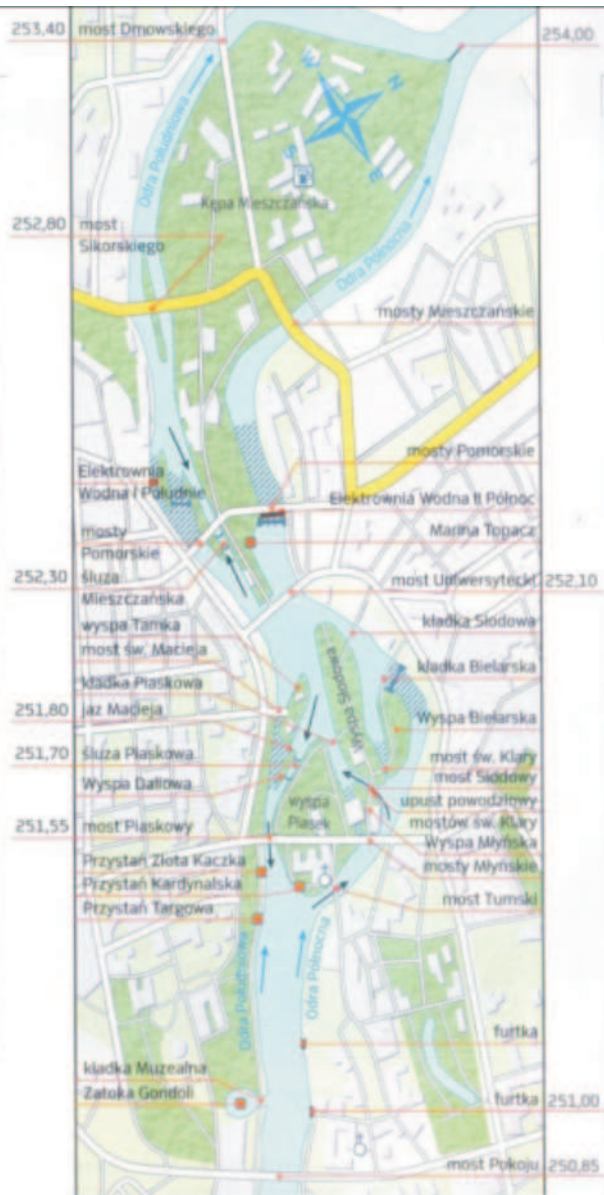 253,40 most Dmowskiego
254,00
Odra Południowa
W
N
S
E
Kępa Mieszczańska
Odra Północna
252,80 most
Sikorskiego
mosty Mieszczańskie
mosty Pomorskie
Elektrownia
Wodna I Południe
Elektrownia Wodna II Północ
mosty
Pomorskie
Marina Topacz
252,30 śluza
Mieszczańska
most Uniwersytecki 252,10
wyspa Tamka
kładka Słodowa
most św. Macieja
kładka Bielarska
kładka Piaskowa
Wyspa Słodowa
251,80 jaz Macieja
Wyspa Bielarska
251,70 śluza Piaskowa
most św. Klary
most Słodowy
Wyspa Daliowa
upust powodziowy
mostów św. Klary
wyspa
Piasek
251,55 most Piaskowy
Wyspa Młyńska
mosty Młyńskie
Przystań Złota Kaczka
Przystań Kardynalska
most Tumski
Przystań Targowa
Odra Południowa
Odra Północna
furtka
kładka Muzealna
Zatoka Gondoli
furtka 251,00
most Pokoju 250,85